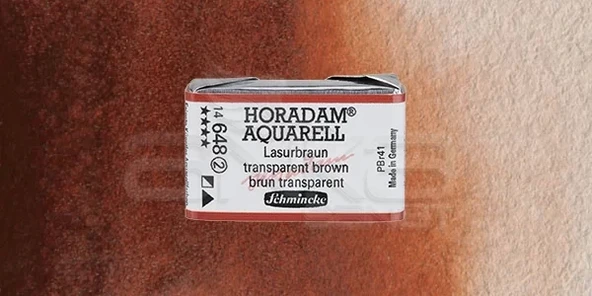 HORADAM®
AQUARELL
Lasurbraun
transparent brown
brun transparent
Schmincke
14 648 2
★★★★
PBr41
Made in Germany